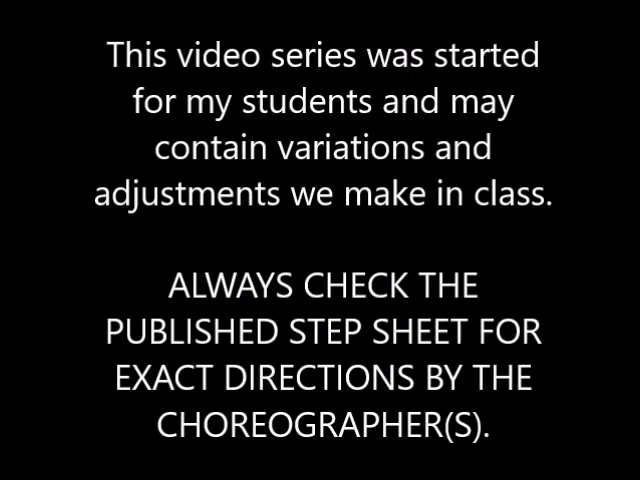 This video series was started
for my students and may
contain variations and
adjustments we make in class.
ALWAYS CHECK THE
PUBLISHED STEP SHEET FOR
EXACT DIRECTIONS BY THE
CHOREOGRAPHER(S).